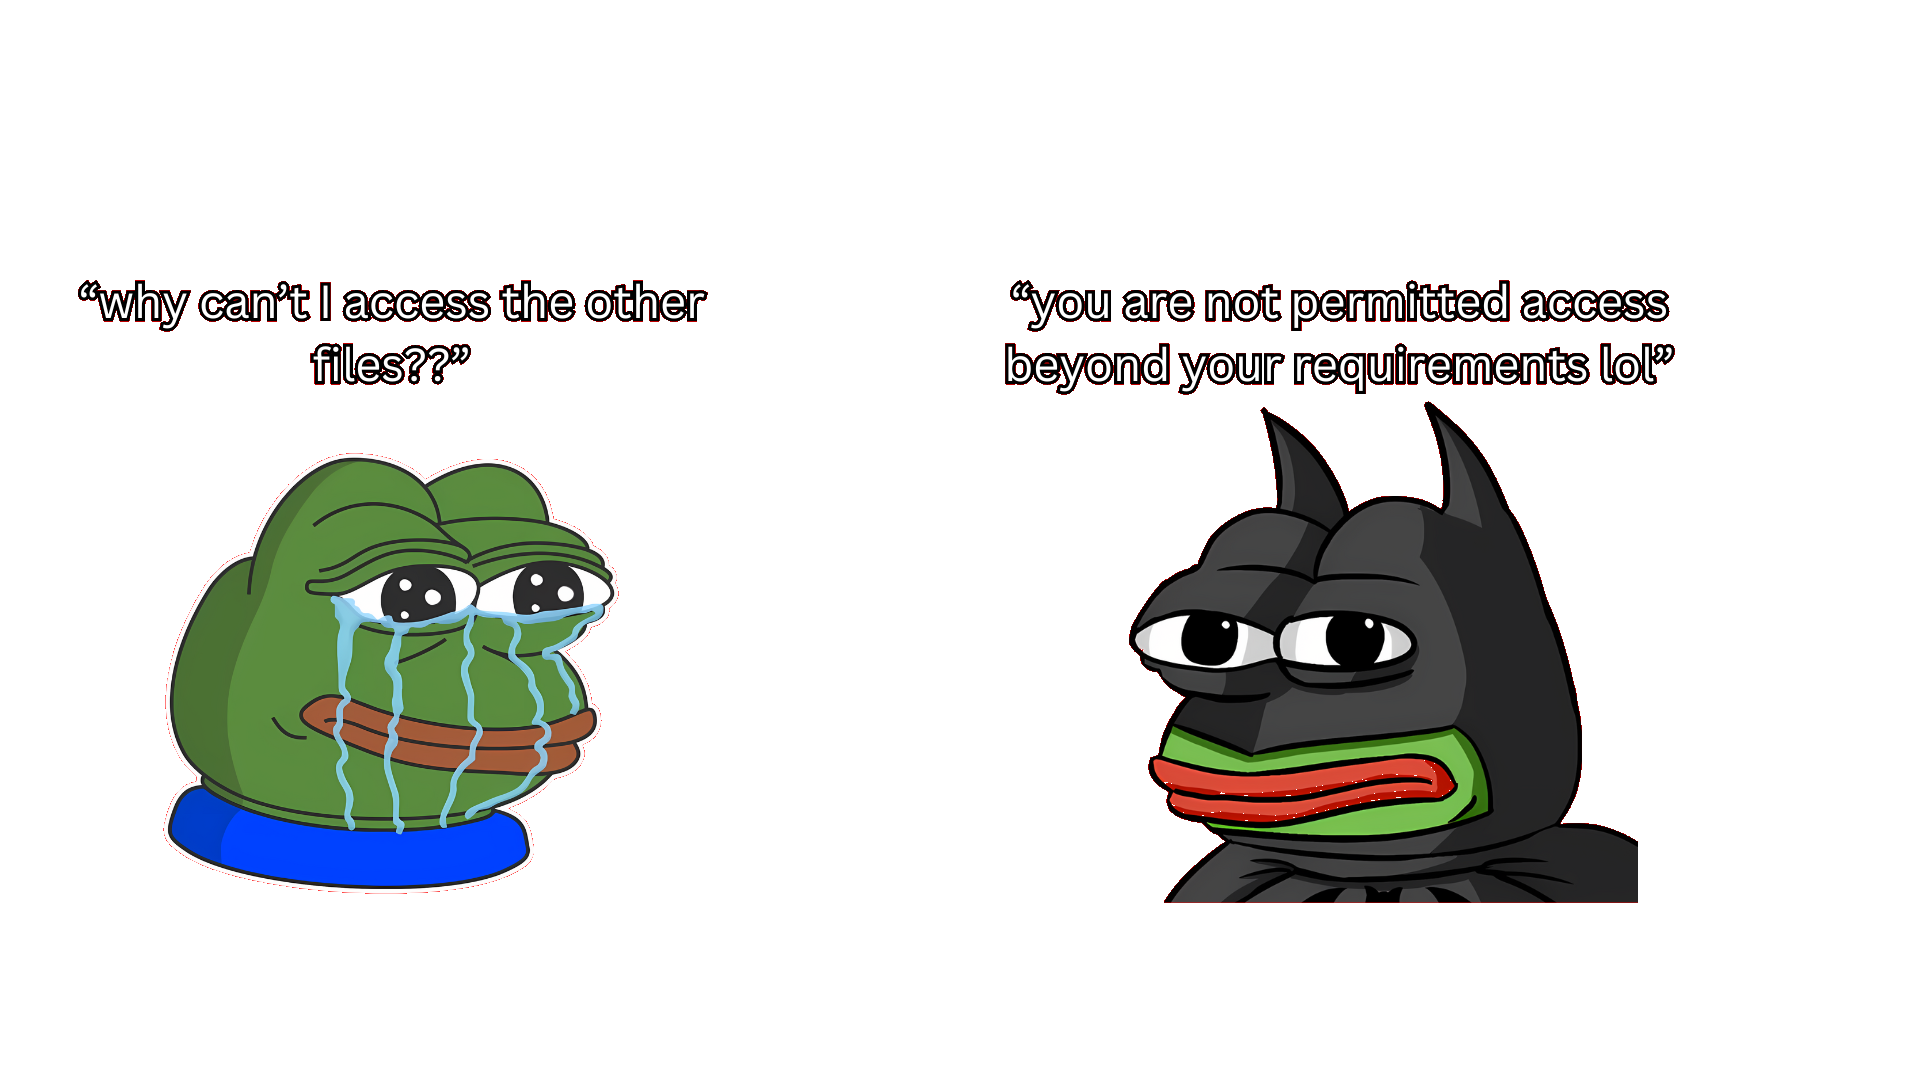 “why can’t I access the other
files??”
“you are not permitted access
beyond your requirements lol”